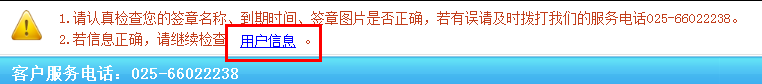 1.请认真检查您的签章名称、到期时间、签章图片是否正确，若有误请及时拨打我们的服务电话025-66022238。
2.若信息正确，请继续检查 用户信息 。
客户服务电话：025-66022238